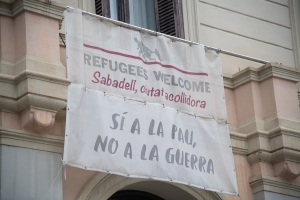 REFUGEES WELCOME
Sabadell, ciutat acollidora
SÍ A LA PAU,
NO A LA GUERRA